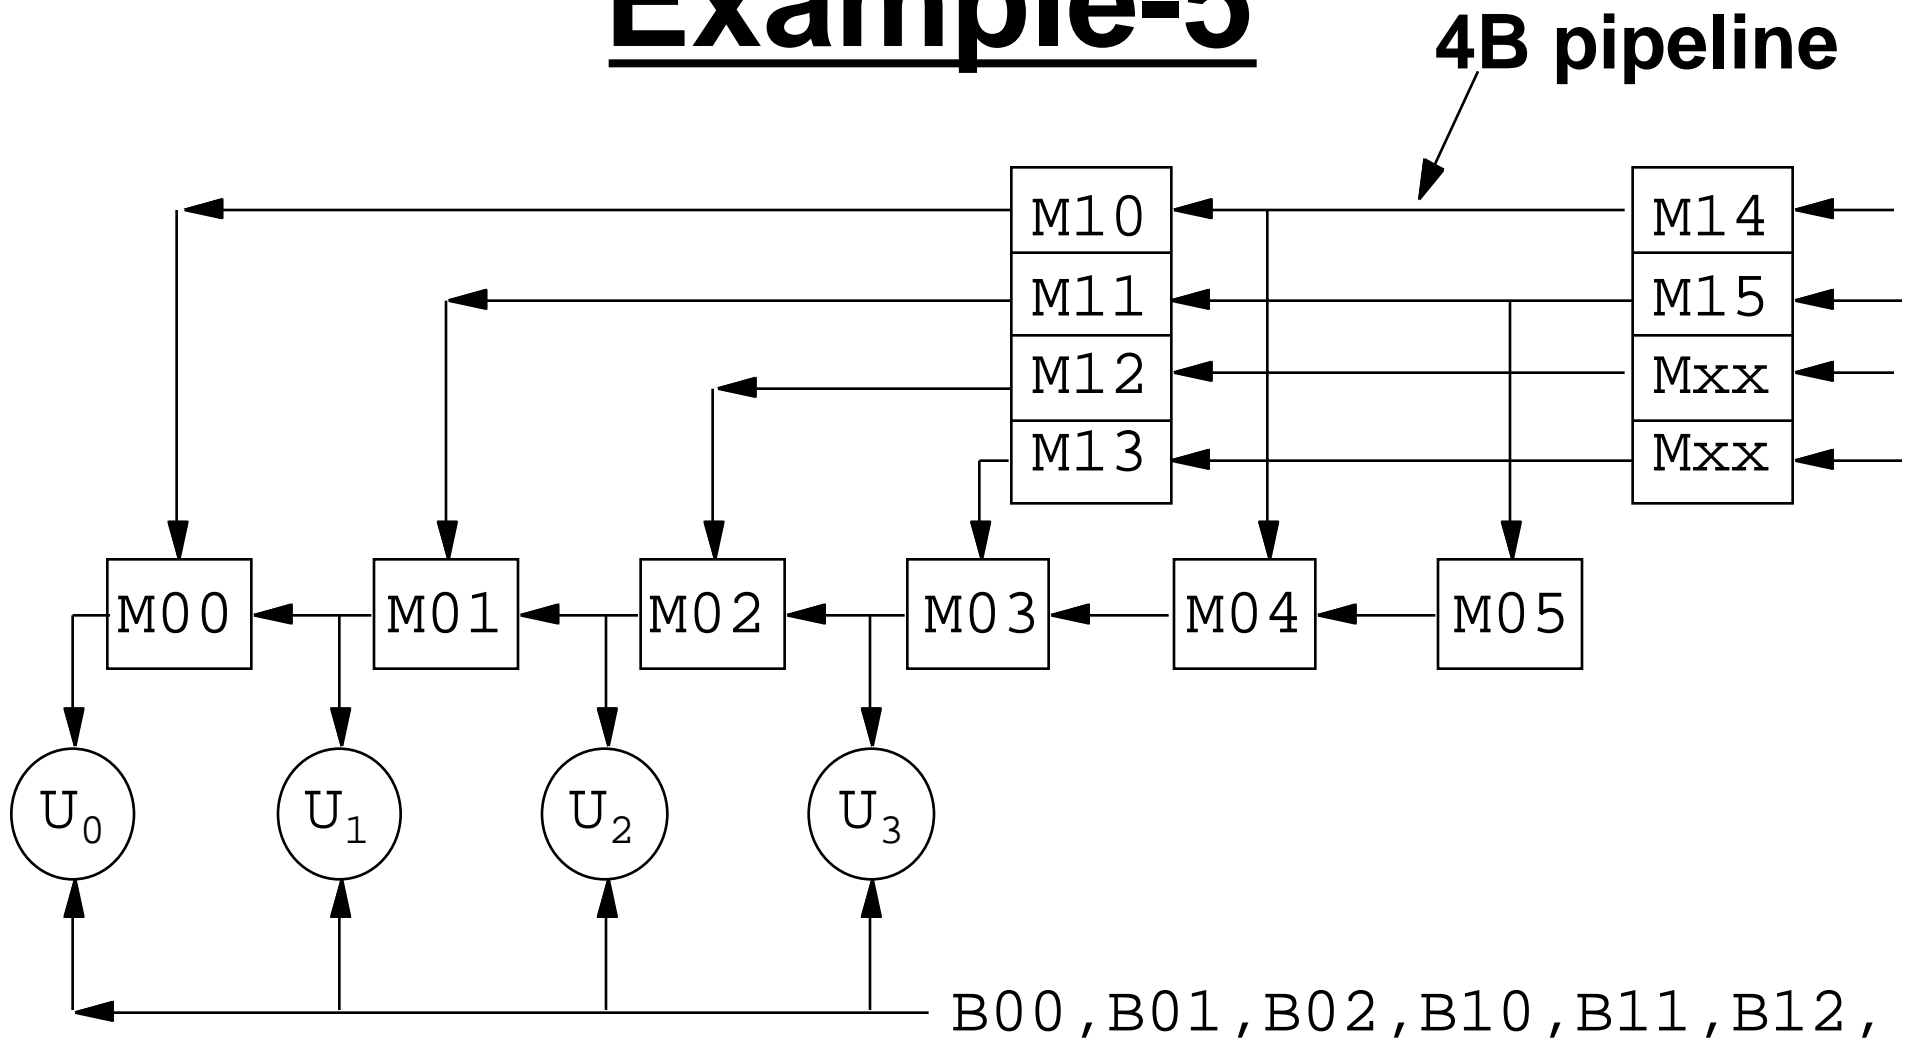 Example-5
4B pipeline
M10
M14
M11
M15
M12
Mxx
M13
Mxx
M00
M01
M02
M03
M04
M05
U0
U1
U2
U3
B00,B01,B02,B10,B11,B12,